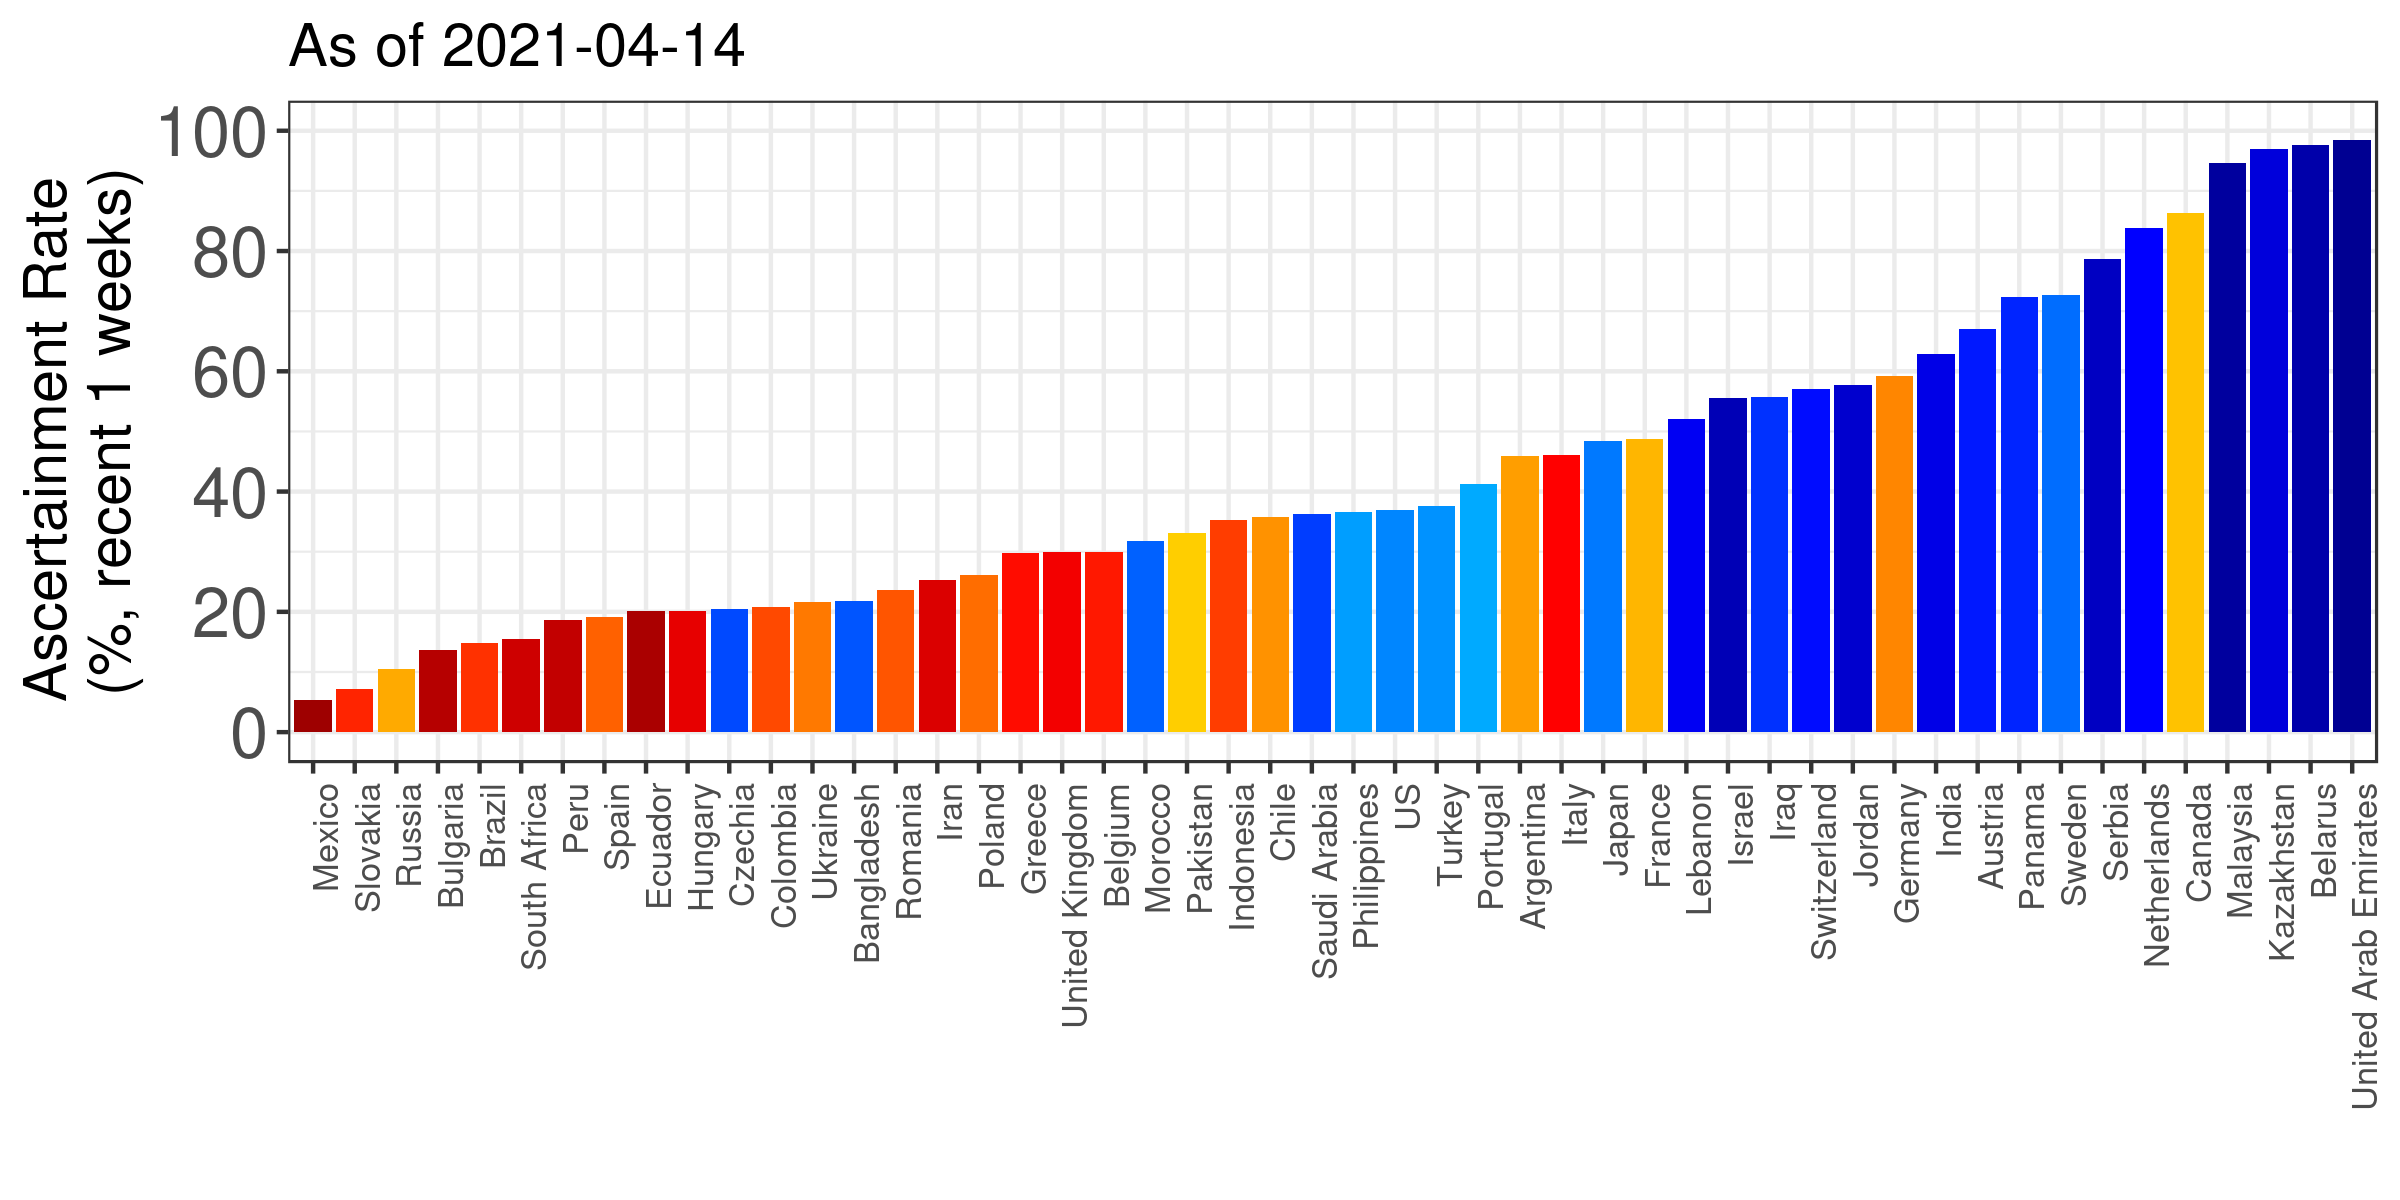 As of 2021-04-14
Ascertainment Rate
(%, recent 1 weeks)
100
80
60
40
20
0
Mexico
Slovakia
Russia
Bulgaria
Brazil
South Africa
Peru
Spain
Ecuador
Hungary
Czechia
Colombia
Ukraine
Bangladesh
Romania
Iran
Poland
Greece
United Kingdom
Belgium
Morocco
Pakistan
Indonesia
Chile
Saudi Arabia
Philippines
US
Turkey
Portugal
Argentina
Italy
Japan
France
Lebanon
Israel
Iraq
Switzerland
Jordan
Germany
India
Austria
Panama
Sweden
Serbia
Netherlands
Canada
Malaysia
Kazakhstan
Belarus
United Arab Emirates